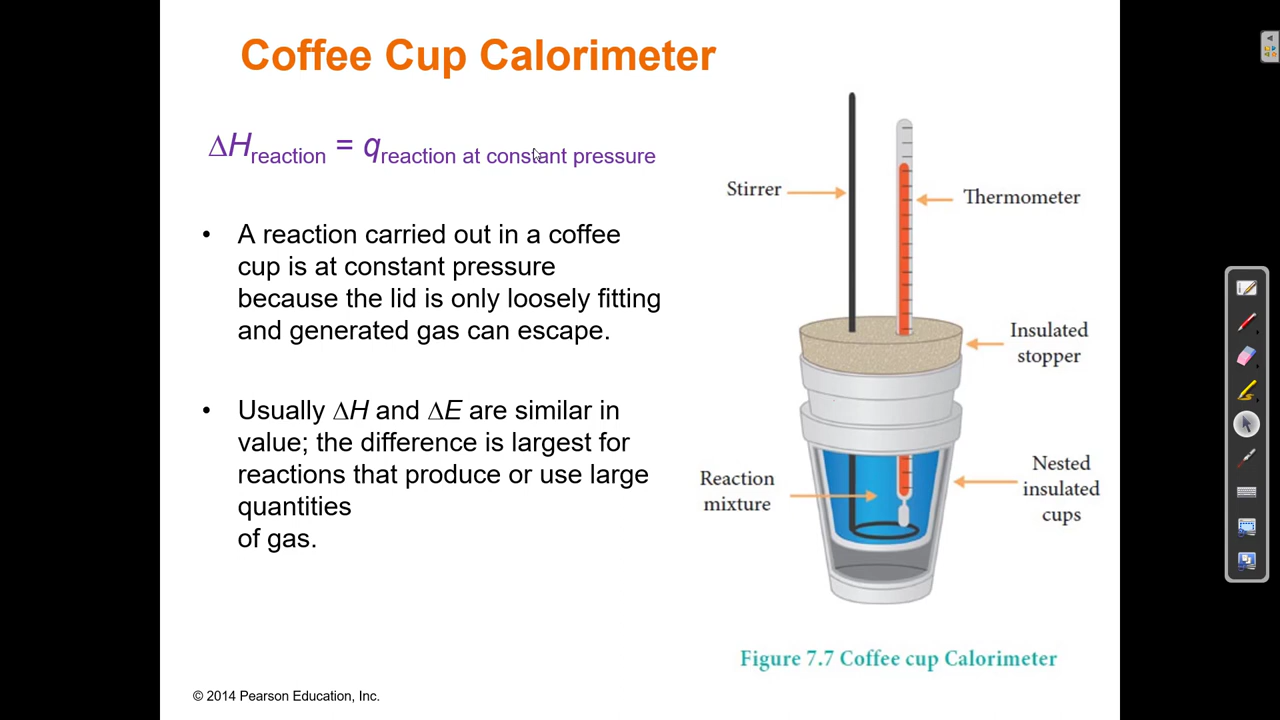 Coffee Cup Calorimeter
ΔHreaction = qreaction at constant pressure
• A reaction carried out in a coffee
cup is at constant pressure
because the lid is only loosely fitting
and generated gas can escape.
• Usually ΔH and ΔE are similar in
value; the difference is largest for
reactions that produce or use large
quantities
of gas.
Stirrer
Thermometer
Insulated
stopper
Reaction
mixture
Nested
insulated
cups
Figure 7.7 Coffee cup Calorimeter
© 2014 Pearson Education, Inc.